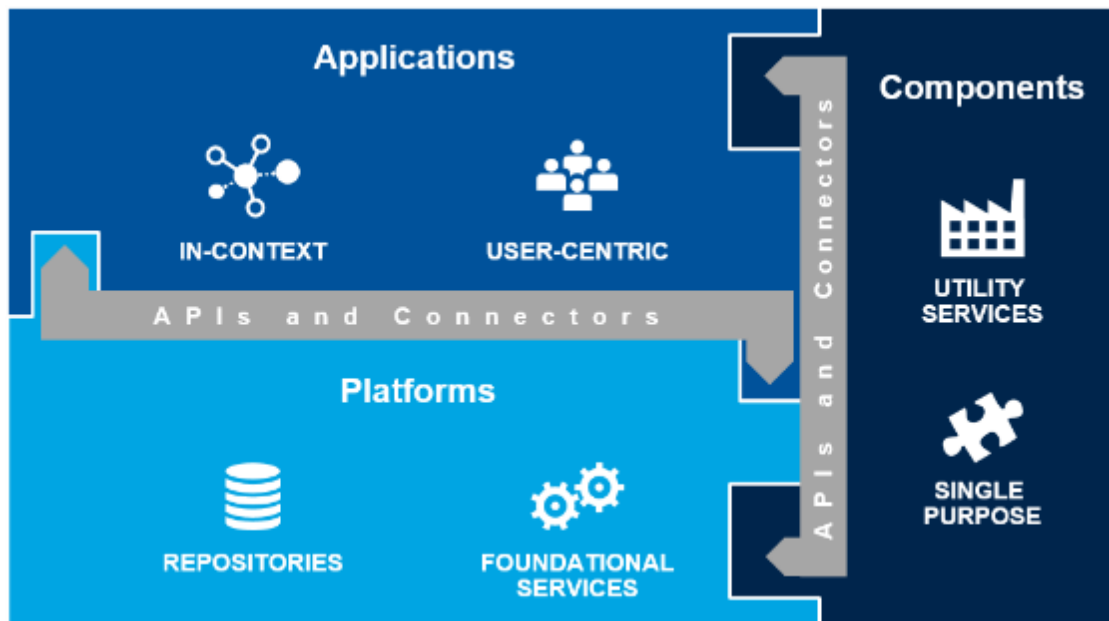 Applications
Components
IN-CONTEXT
USER-CENTRIC
APIs and Connectors
APIs and Connectors
UTILITY
SERVICES
Platforms
SINGLE
PURPOSE
REPOSITORIES
FOUNDATIONAL
SERVICES